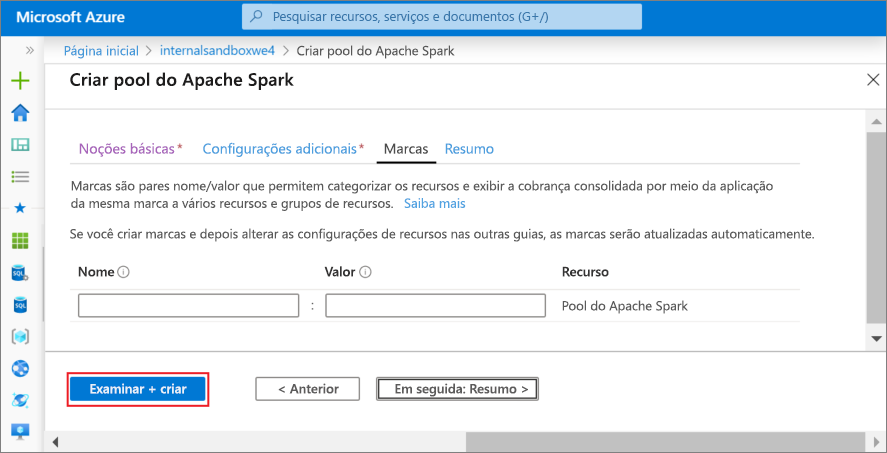 Microsoft Azure
Pesquisar recursos, serviços e documentos (G+/)
» Página inicial > internalsandboxwe4 > Criar pool do Apache Spark
Criar pool do Apache Spark
Noções básicas * Configurações adicionais * Marcas Resumo
Marcas são pares nome/valor que permitem categorizar os recursos e exibir a cobrança consolidada por meio da aplicação
da mesma marca a vários recursos e grupos de recursos. Saiba mais
Se você criar marcas e depois alterar as configurações de recursos nas outras guias, as marcas serão atualizadas automaticamente.
Nome Valor Recurso
: Pool do Apache Spark
Examinar + criar < Anterior Em seguida: Resumo >
SQL
SQL